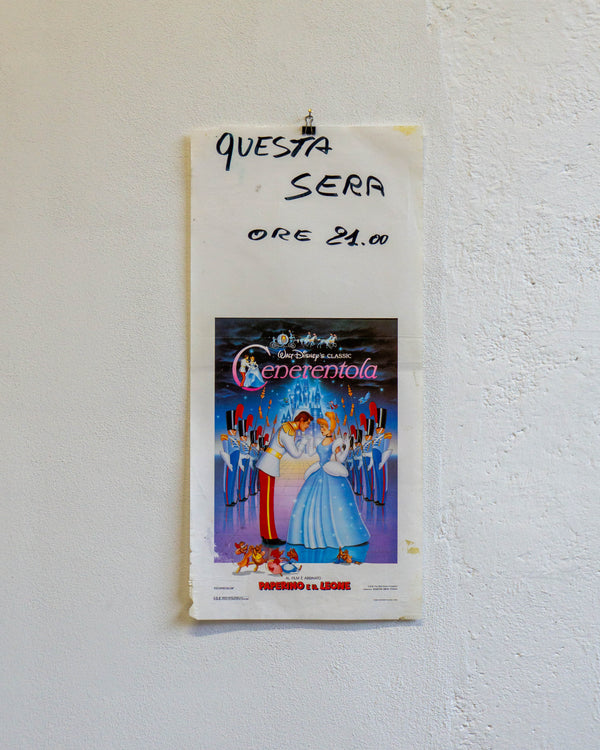 QUESTA
SERA
ORE 21.00
WALT DISNEY'S CLASSIC
Cenerentola
AL FILM È ABBINATO
PAPERINO E IL LEONE